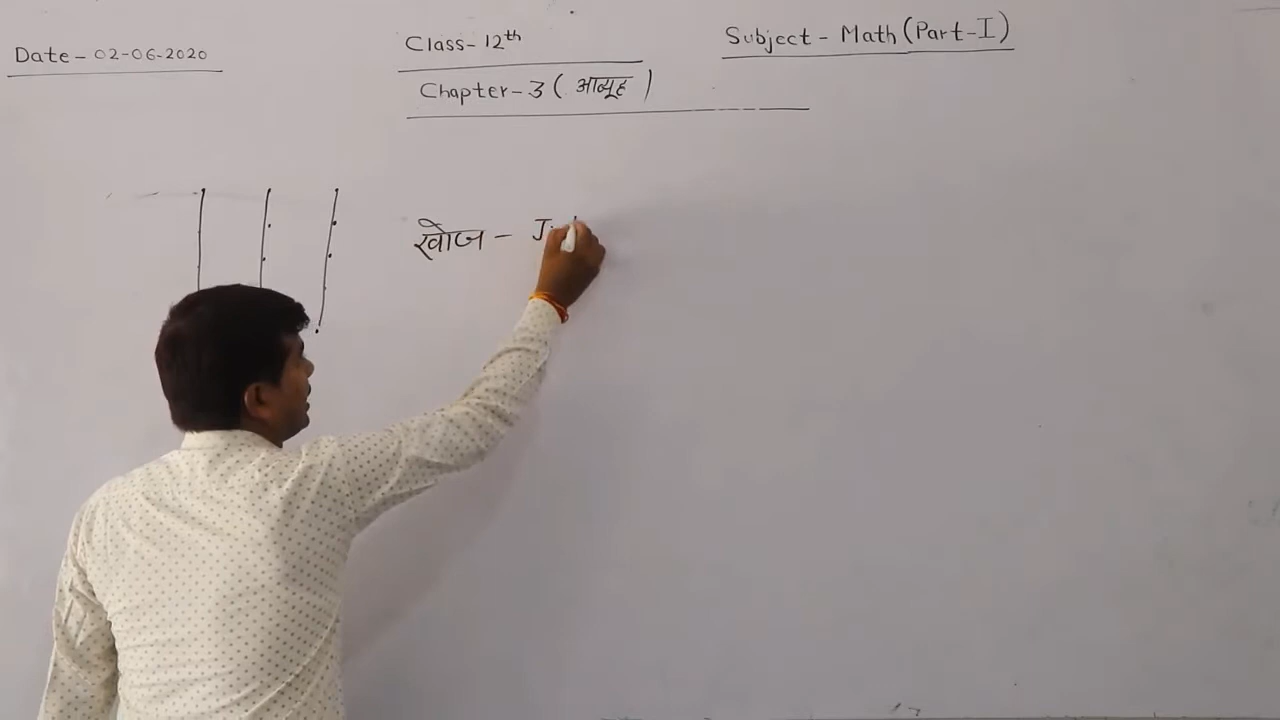 Date - 02-06-2020
Class - 12th
Subject - Math (Part-I)
Chapter - 3 ( आव्यूह )
खोज - J.